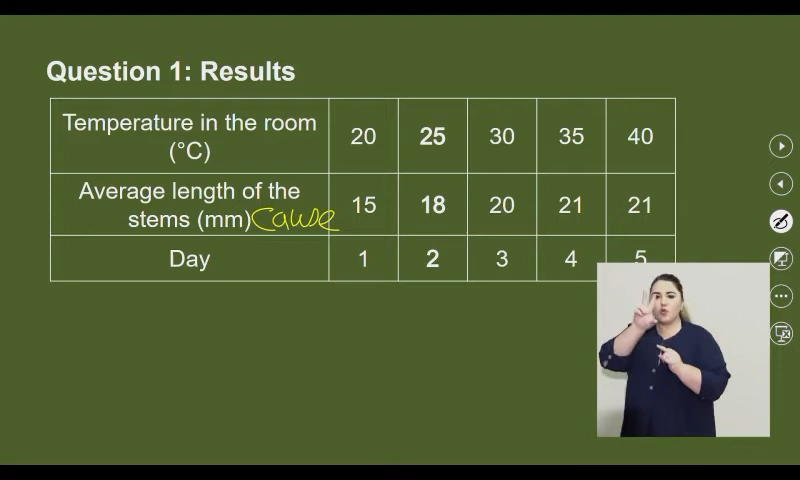 Question 1: Results
Temperature in the room (°C) 20 25 30 35 40
Average length of the stems (mm) cause 15 18 20 21 21
Day 1 2 3 4 5